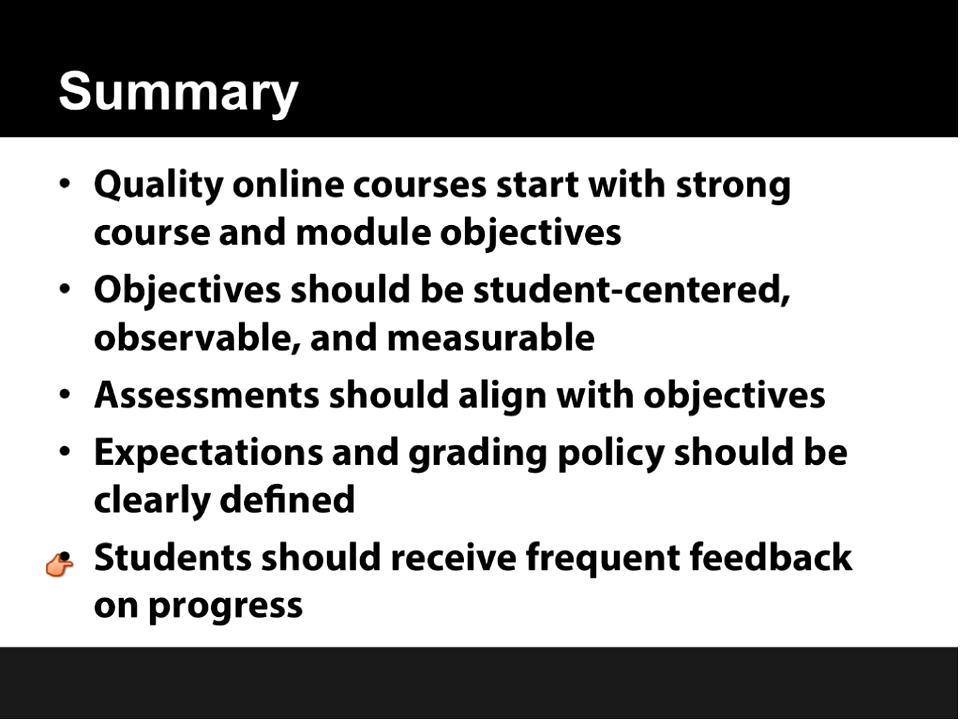 Summary
• Quality online courses start with strong
course and module objectives
• Objectives should be student-centered,
observable, and measurable
• Assessments should align with objectives
• Expectations and grading policy should be
clearly defined
• Students should receive frequent feedback
on progress